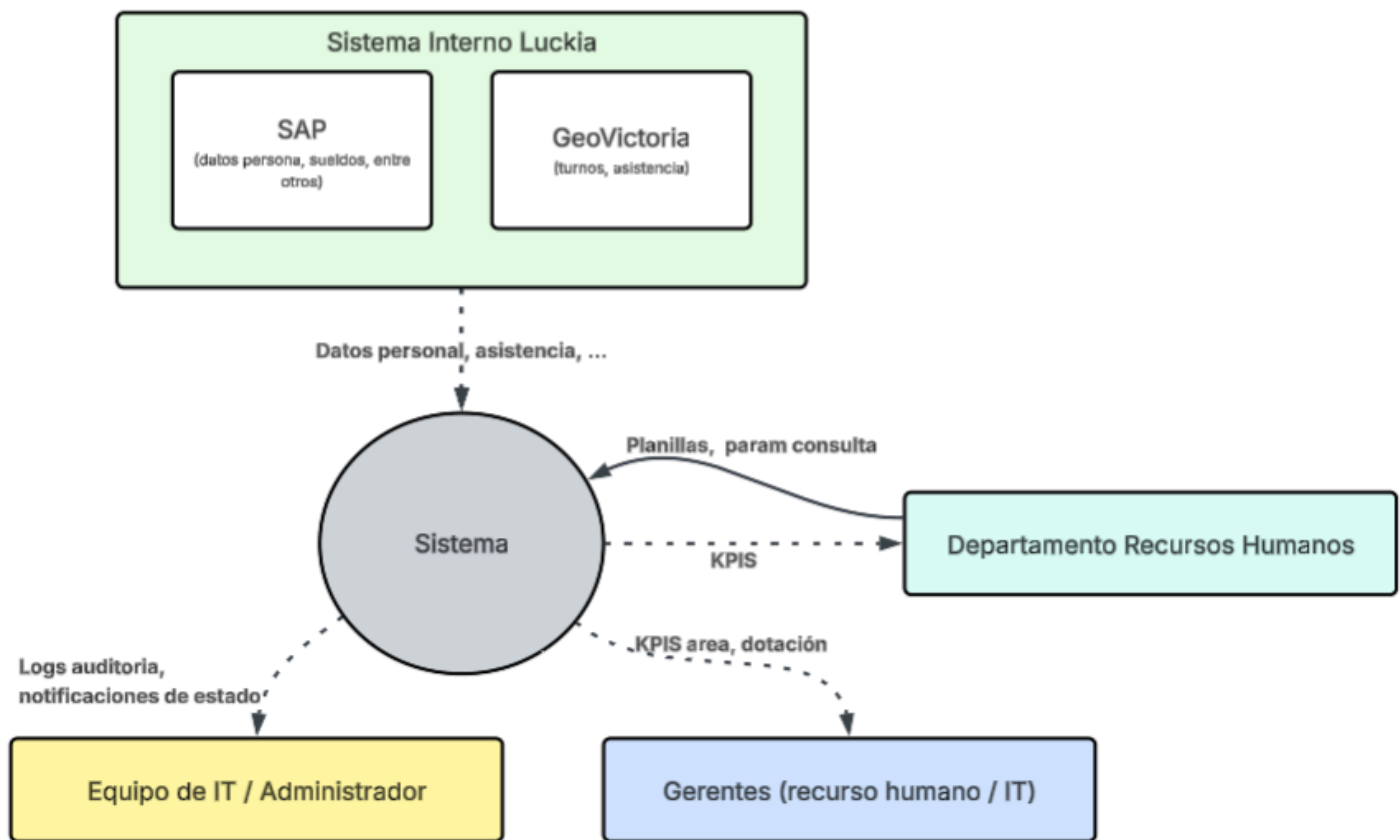 Sistema Interno Luckia
SAP
(datos persona, sueldos, entre
otros)
GeoVictoria
(turnos, asistencia)
Datos personal, asistencia, ...
Planillas, param consulta
Sistema
Departamento Recursos Humanos
KPIS
KPIS area, dotación
Logs auditoria,
notificaciones de estado
Equipo de IT / Administrador
Gerentes (recurso humano / IT)